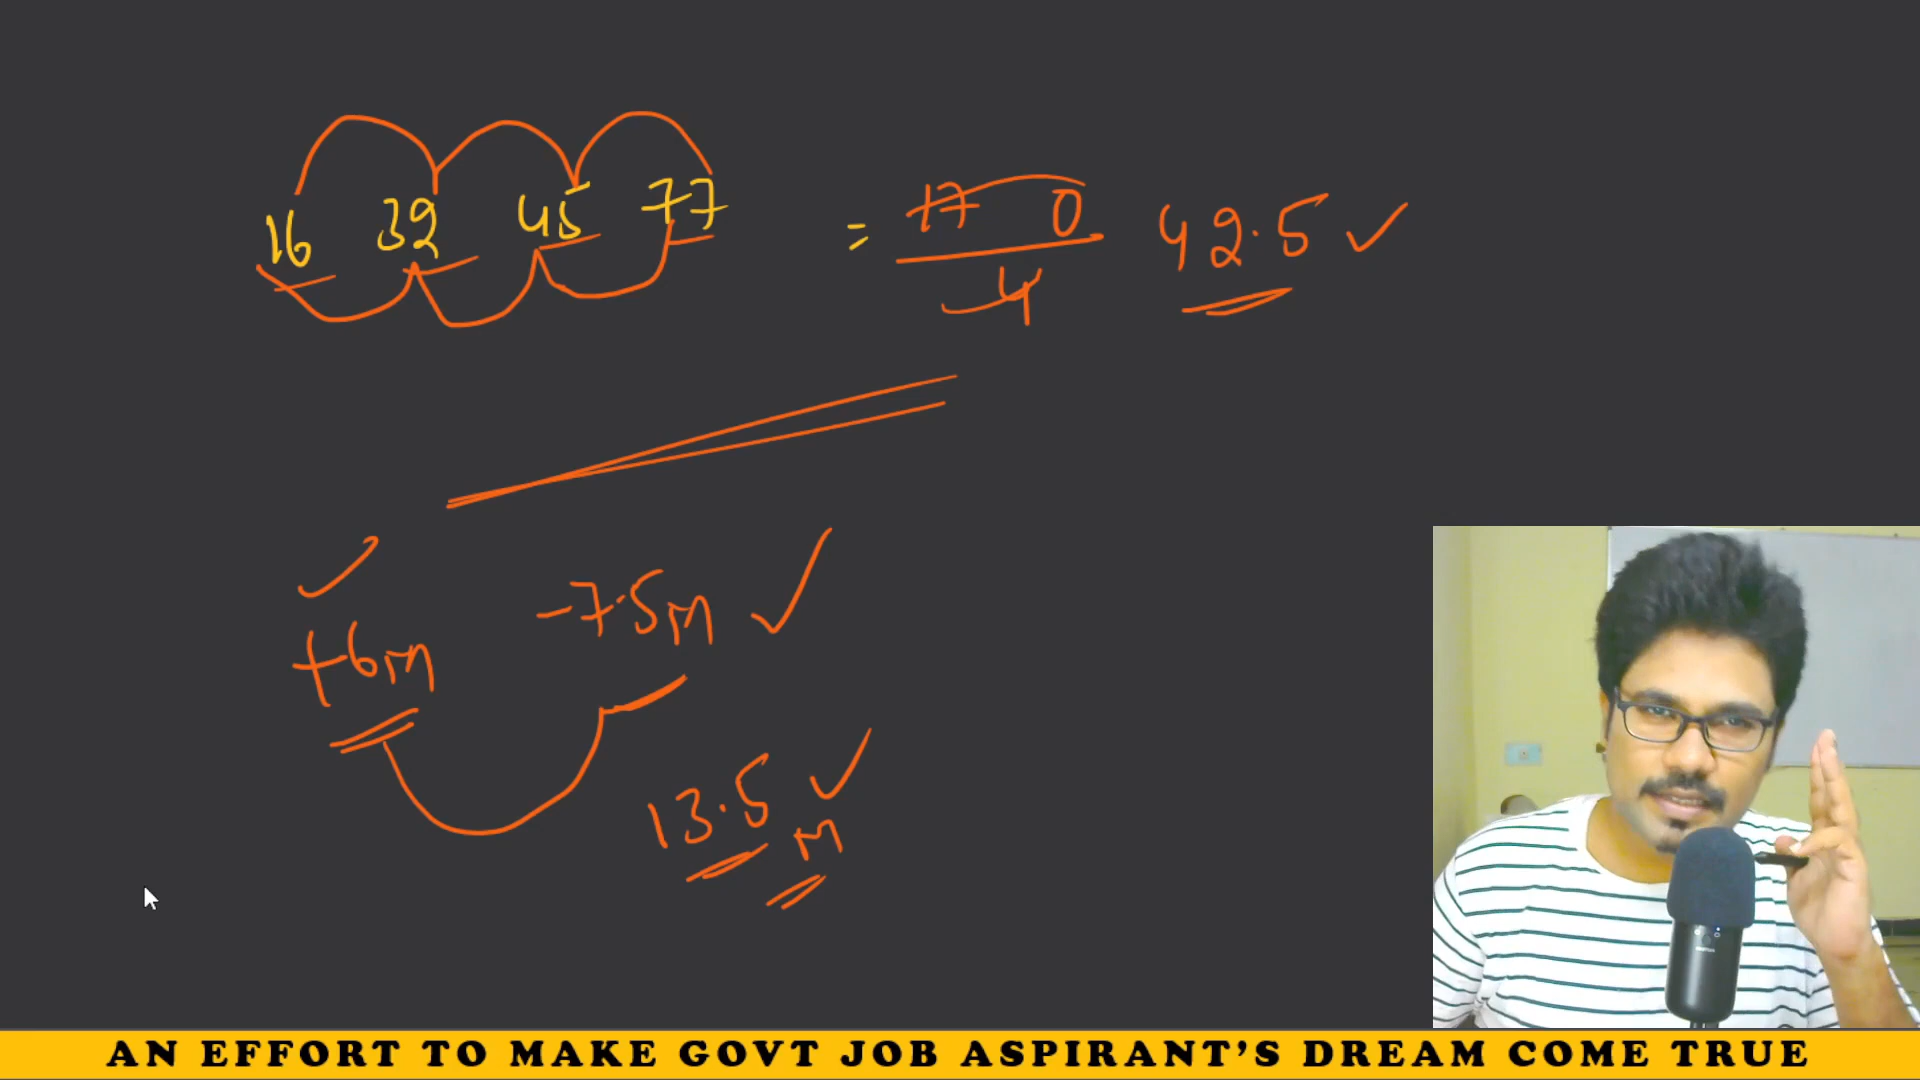 16 32 45 77 = 17 0 42.5 ✓
4
✓
+6m -7.5m ✓
13.5 ✓
m
AN EFFORT TO MAKE GOVT JOB ASPIRANT'S DREAM COME TRUE